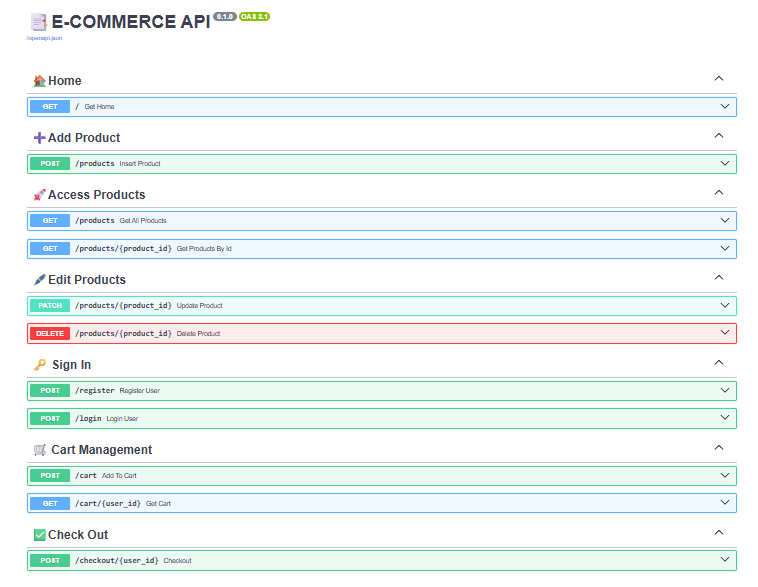 E-COMMERCE API 0.1.0 OAS 3.1
/openapi.json
Home
GET / Get Home
Add Product
POST /products Insert Product
Access Products
GET /products Get All Products
GET /products/{product_id} Get Products By Id
Edit Products
PATCH /products/{product_id} Update Product
DELETE /products/{product_id} Delete Product
Sign In
POST /register Register User
POST /login Login User
Cart Management
POST /cart Add To Cart
GET /cart/{user_id} Get Cart
Check Out
POST /checkout/{user_id} Checkout